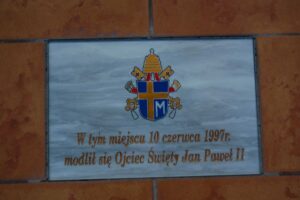 M
W tym miejscu 10 czerwca 1997r.
modlił się Ojciec Święty Jan Paweł II